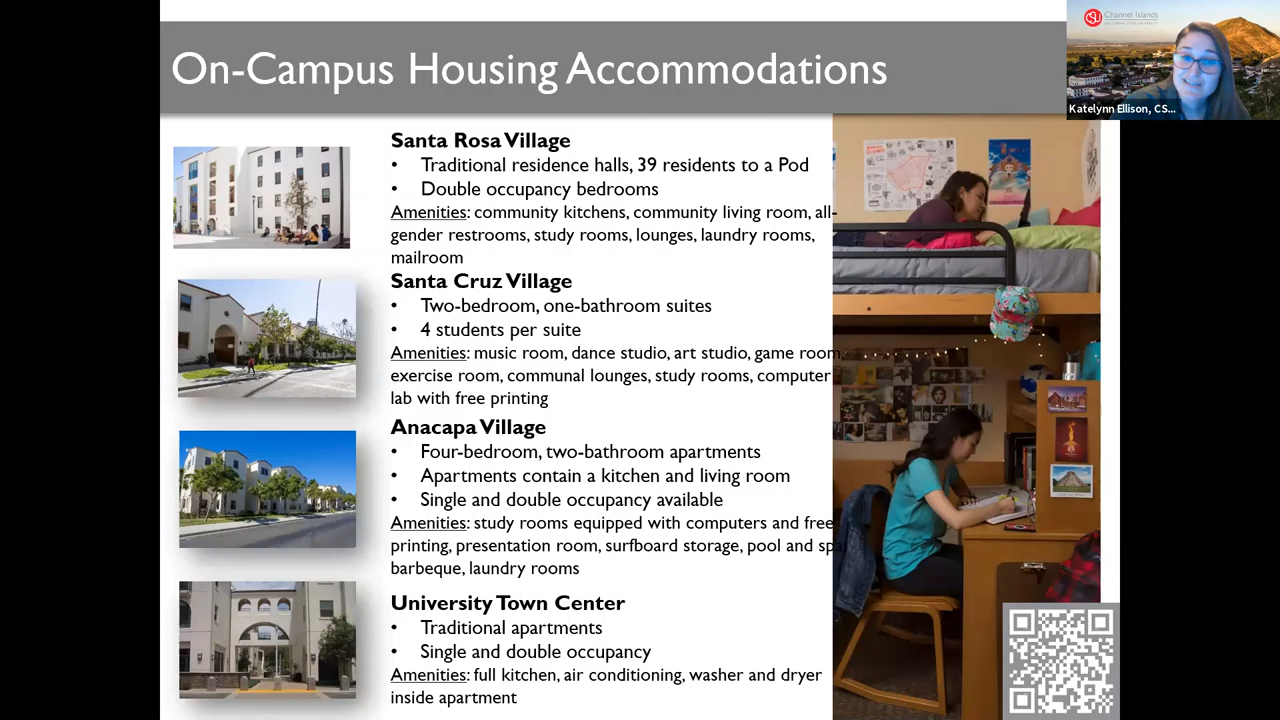 On-Campus Housing Accommodations
Channel Islands
CALIFORNIA STATE UNIVERSITY
Katelynn Ellison, CS...
Santa Rosa Village
• Traditional residence halls, 39 residents to a Pod
• Double occupancy bedrooms
Amenities: community kitchens, community living room, all-
gender restrooms, study rooms, lounges, laundry rooms,
mailroom
Santa Cruz Village
• Two-bedroom, one-bathroom suites
• 4 students per suite
Amenities: music room, dance studio, art studio, game room,
exercise room, communal lounges, study rooms, computer
lab with free printing
Anacapa Village
• Four-bedroom, two-bathroom apartments
• Apartments contain a kitchen and living room
• Single and double occupancy available
Amenities: study rooms equipped with computers and free
printing, presentation room, surfboard storage, pool and spa,
barbeque, laundry rooms
University Town Center
• Traditional apartments
• Single and double occupancy
Amenities: full kitchen, air conditioning, washer and dryer
inside apartment